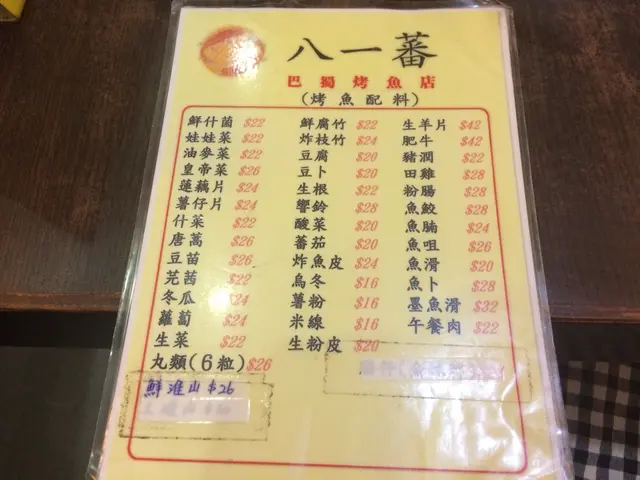 八一蕃
巴蜀烤魚店
(烤魚配料)
鮮什菌 $22
娃娃菜 $22
油麥菜 $22
皇帝菜 $26
蓮藕片 $24
薯仔片 $24
什菜 $22
唐蒿 $26
豆苗 $26
芫茜 $22
冬瓜 $24
蘿蔔 $24
生菜 $22
丸類(6粒) $26
鮮淮山 $26
鮮腐竹 $22
炸枝竹 $24
豆腐 $20
豆卜 $20
生根 $22
響鈴 $28
酸菜 $20
蕃茄 $20
炸魚皮 $24
烏冬 $16
薯粉 $16
米線 $16
生粉皮 $20
生羊片 $42
肥牛 $42
豬潤 $22
田雞 $28
粉腸 $28
魚鮫 $28
魚腩 $24
魚咀 $26
魚滑 $20
魚卜 $28
墨魚滑 $32
午餐肉 $22